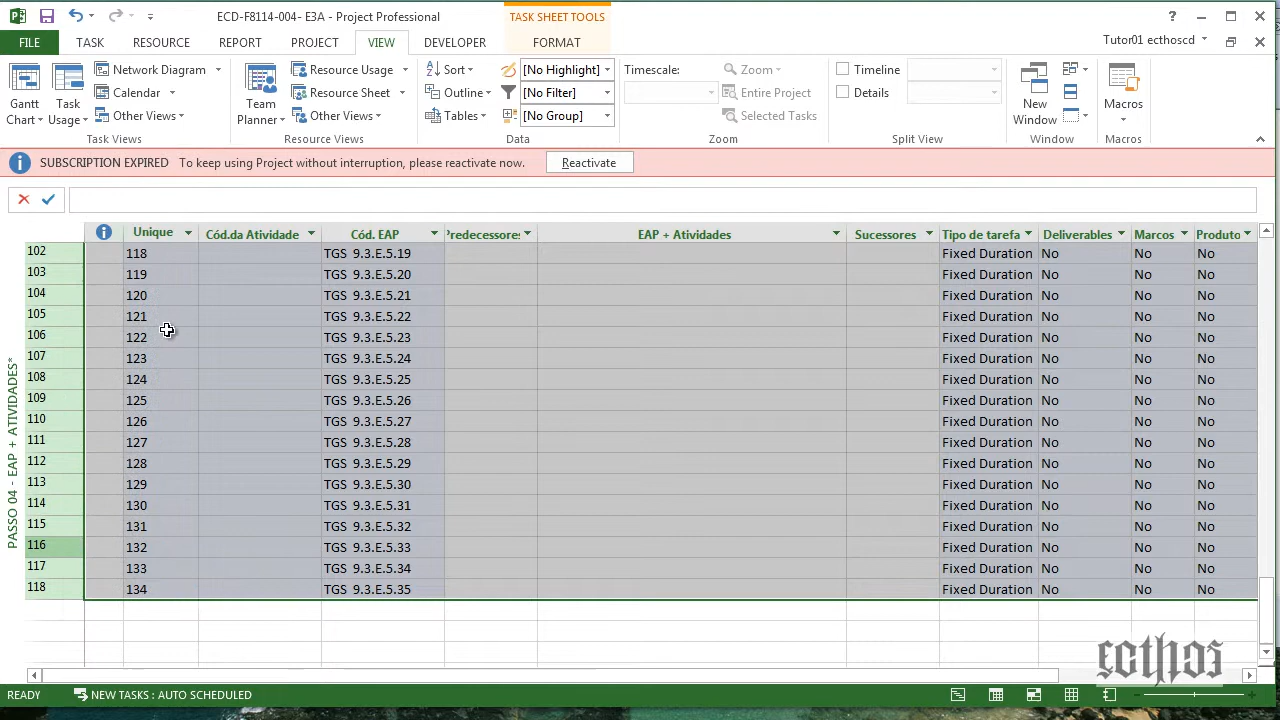 ECD-F8114-004- E3A - Project Professional
TASK SHEET TOOLS
FILE TASK RESOURCE REPORT PROJECT VIEW DEVELOPER FORMAT Tutor01 ecthoscd
Gantt Chart
Task Usage
Network Diagram
Calendar
Other Views
Task Views
Team Planner
Resource Usage
Resource Sheet
Other Views
Resource Views
Sort
Outline
Tables
[No Highlight]
[No Filter]
[No Group]
Data
Timescale:
Zoom
Entire Project
Selected Tasks
Zoom
Timeline
Details
Split View
New Window
Window
Macros
Macros
SUBSCRIPTION EXPIRED To keep using Project without interruption, please reactivate now. Reactivate
Unique Cód.da Atividade Cód. EAP Predecessores EAP + Atividades Sucessores Tipo de tarefa Deliverables Marcos Produto
102 118 TGS 9.3.E.5.19 Fixed Duration No No No
103 119 TGS 9.3.E.5.20 Fixed Duration No No No
104 120 TGS 9.3.E.5.21 Fixed Duration No No No
105 121 TGS 9.3.E.5.22 Fixed Duration No No No
106 122 TGS 9.3.E.5.23 Fixed Duration No No No
107 123 TGS 9.3.E.5.24 Fixed Duration No No No
108 124 TGS 9.3.E.5.25 Fixed Duration No No No
109 125 TGS 9.3.E.5.26 Fixed Duration No No No
110 126 TGS 9.3.E.5.27 Fixed Duration No No No
111 127 TGS 9.3.E.5.28 Fixed Duration No No No
112 128 TGS 9.3.E.5.29 Fixed Duration No No No
113 129 TGS 9.3.E.5.30 Fixed Duration No No No
114 130 TGS 9.3.E.5.31 Fixed Duration No No No
115 131 TGS 9.3.E.5.32 Fixed Duration No No No
116 132 TGS 9.3.E.5.33 Fixed Duration No No No
117 133 TGS 9.3.E.5.34 Fixed Duration No No No
118 134 TGS 9.3.E.5.35 Fixed Duration No No No
PASSO 04 - EAP + ATIVIDADES*
ecthos
READY NEW TASKS : AUTO SCHEDULED